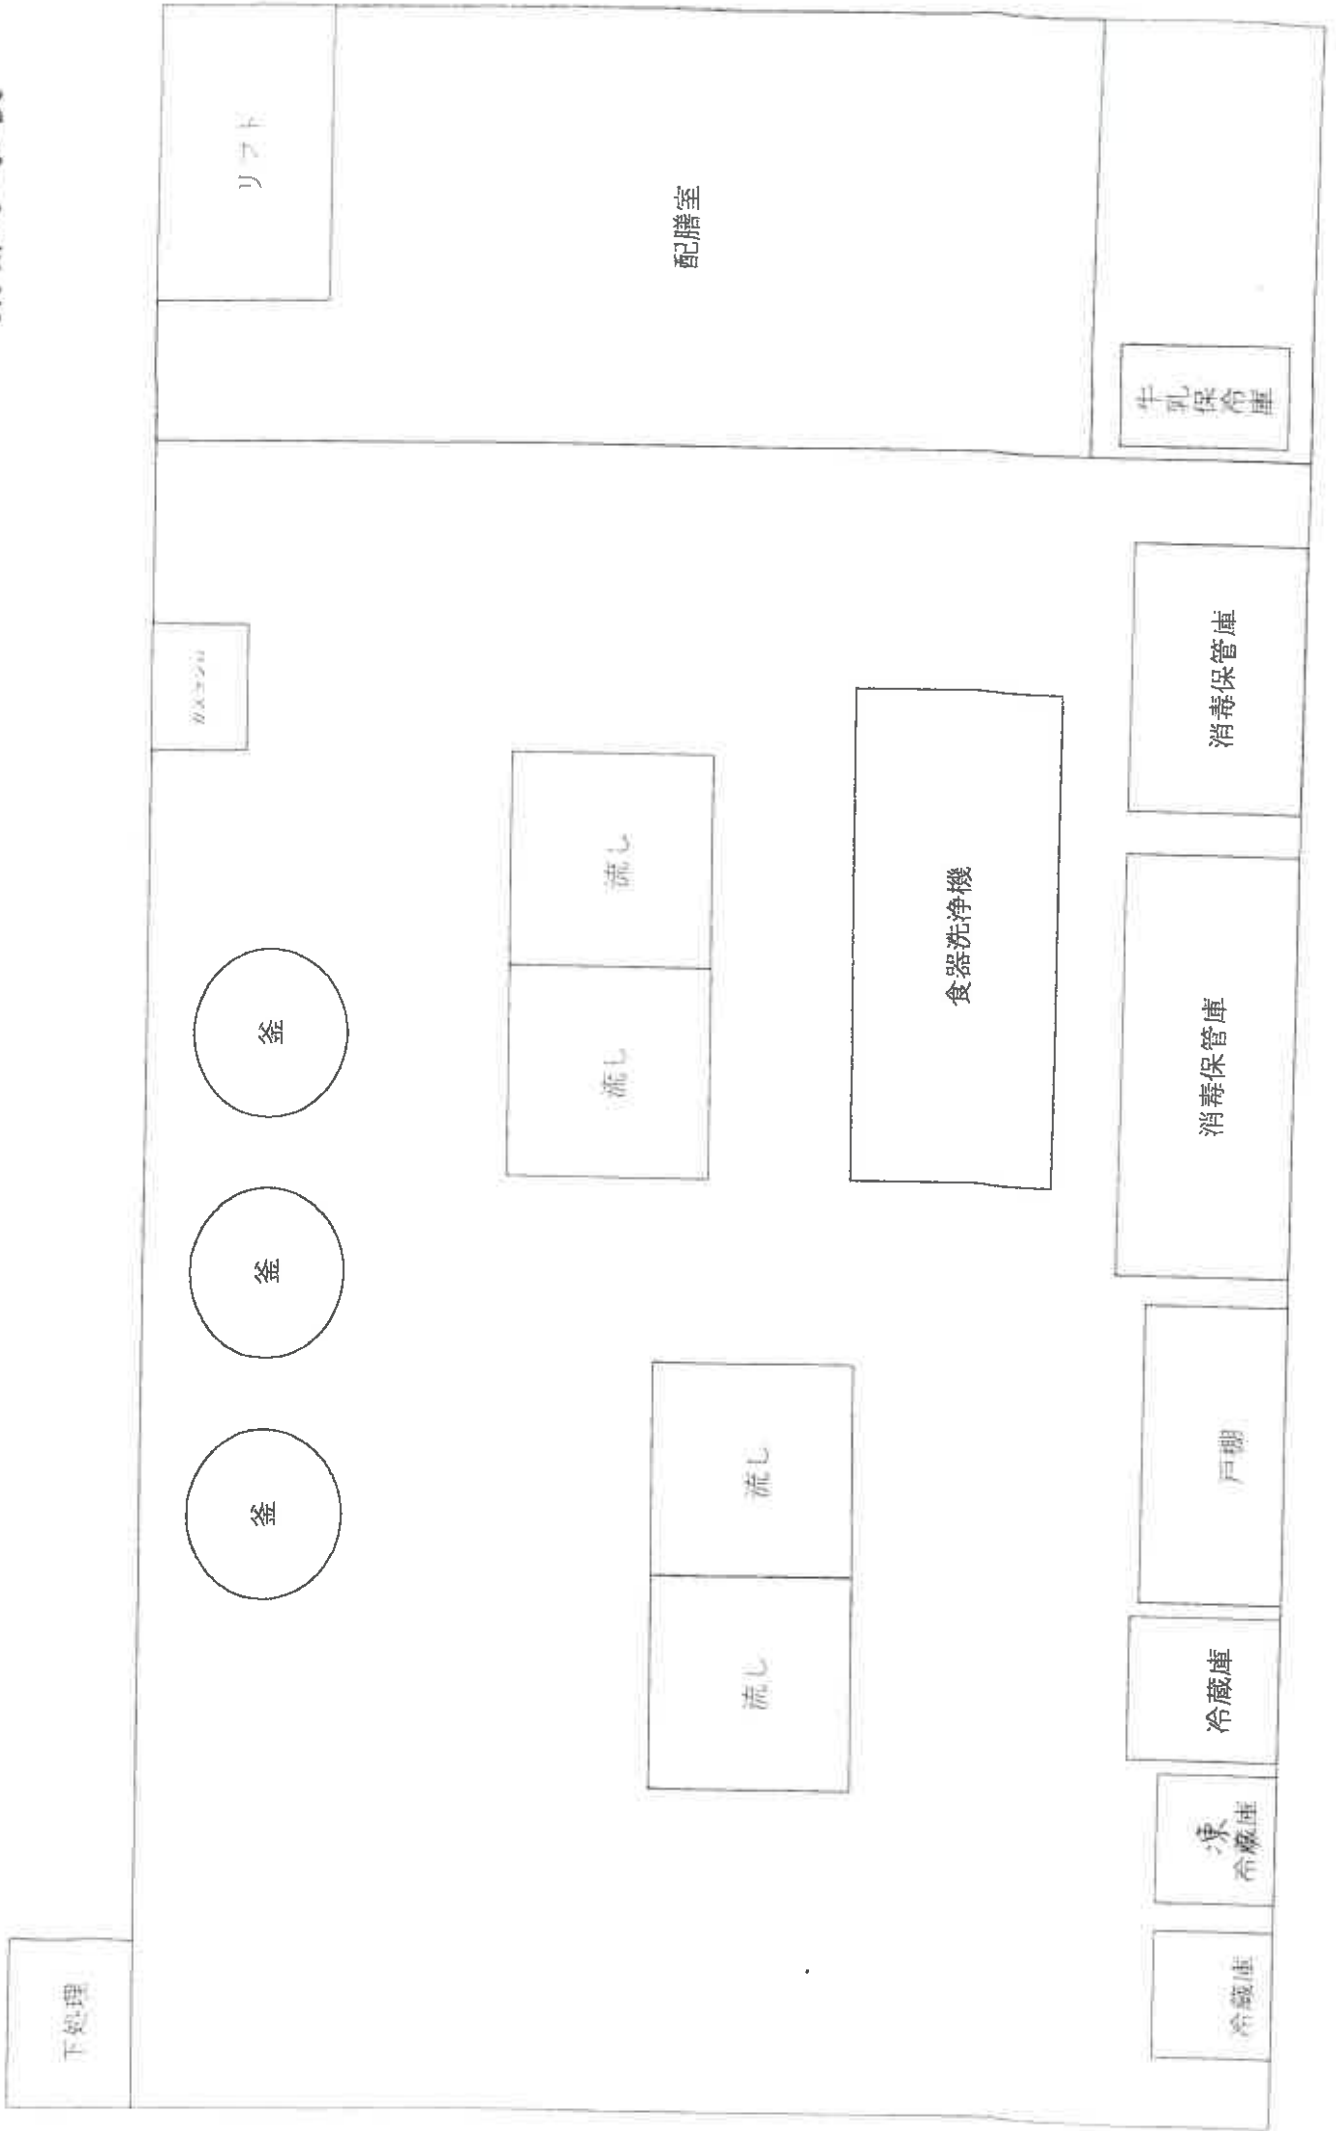 下処理
リフト
釜
釜
釜
配膳室
流し
流し
流し
流し
食器洗浄機
冷蔵庫
凍
冷蔵庫
冷蔵庫
戸棚
消毒保管庫
消毒保管庫
牛乳保冷庫